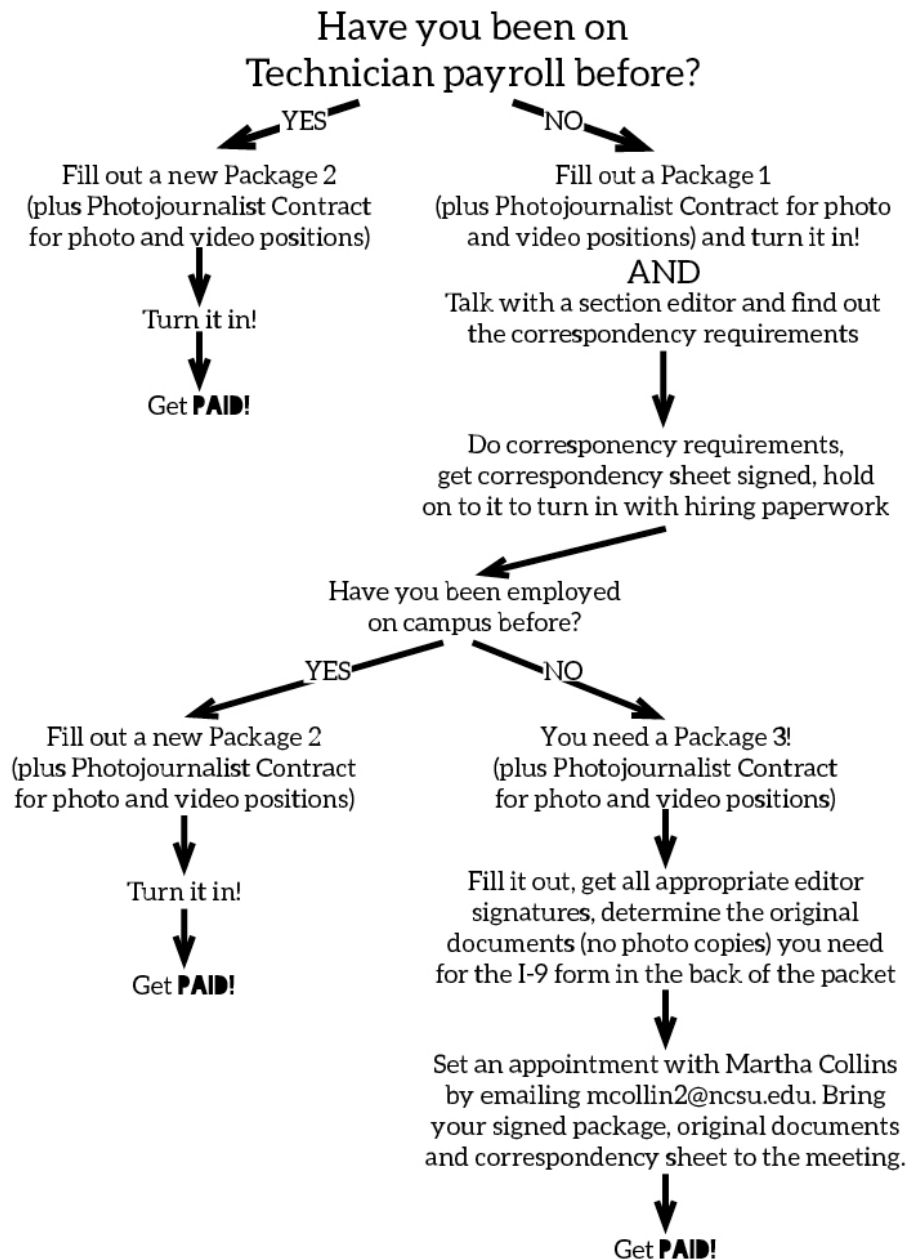 Have you been on
Technician payroll before?
YES
NO
Fill out a new Package 2
(plus Photojournalist Contract
for photo and video positions)
Turn it in!
Get PAID!
Fill out a Package 1
(plus Photojournalist Contract for photo
and video positions) and turn it in!
AND
Talk with a section editor and find out
the correspondency requirements
Do corresponency requirements,
get correspondency sheet signed, hold
on to it to turn in with hiring paperwork
Have you been employed
on campus before?
YES
NO
Fill out a new Package 2
(plus Photojournalist Contract
for photo and video positions)
Turn it in!
Get PAID!
You need a Package 3!
(plus Photojournalist Contract
for photo and video positions)
Fill it out, get all appropriate editor
signatures, determine the original
documents (no photo copies) you need
for the I-9 form in the back of the packet
Set an appointment with Martha Collins
by emailing mcollin2@ncsu.edu. Bring
your signed package, original documents
and correspondency sheet to the meeting.
Get PAID!